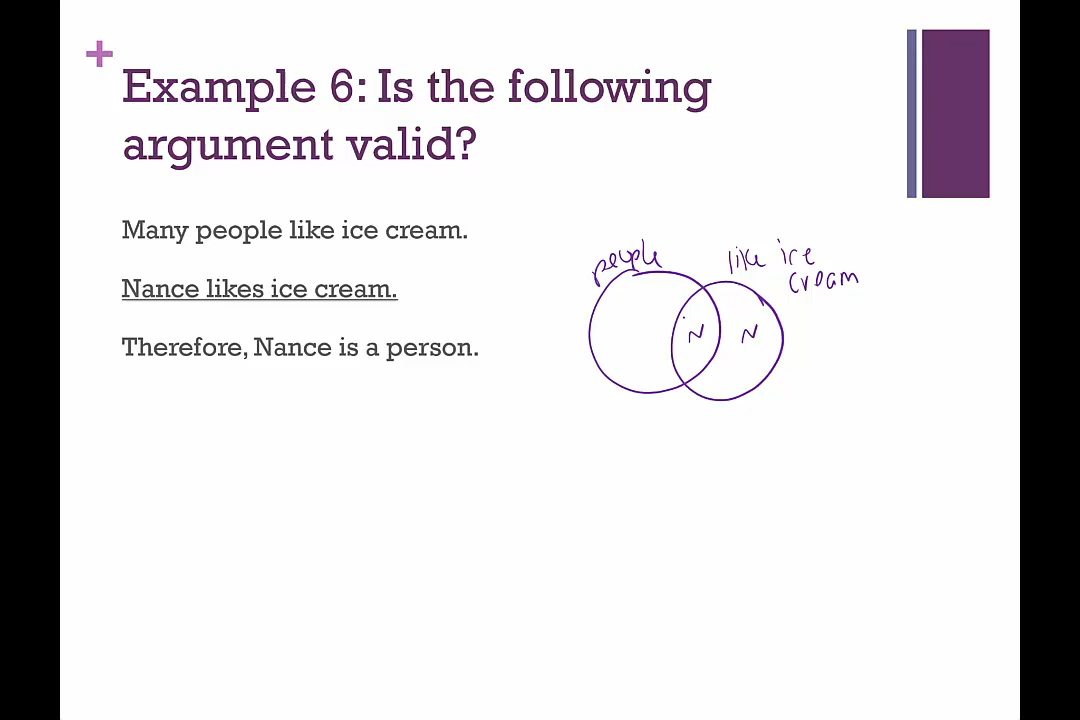 +
Example 6: Is the following
argument valid?
Many people like ice cream.
Nance likes ice cream.
Therefore, Nance is a person.
people
like ice
cream
N N